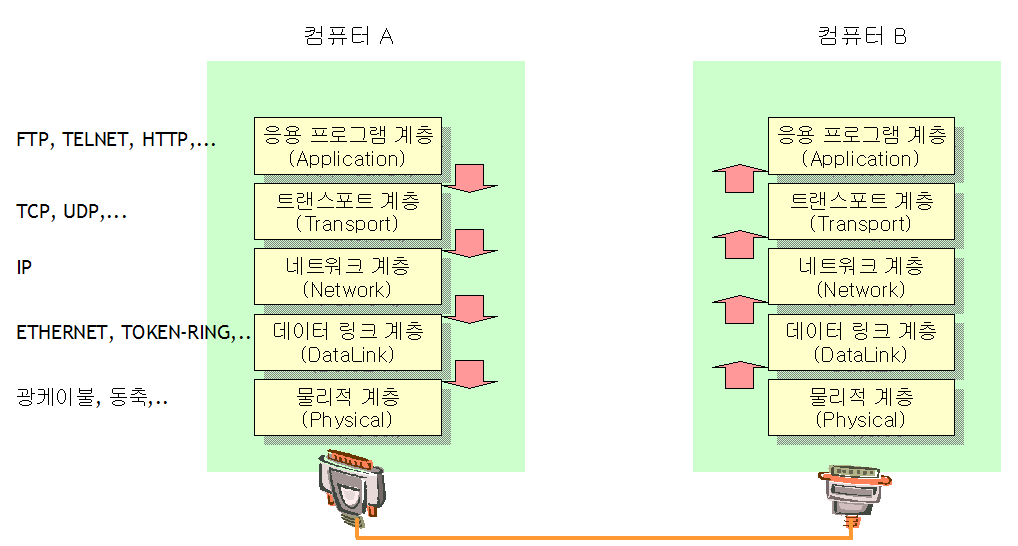 컴퓨터 A
컴퓨터 B
FTP, TELNET, HTTP,...
응용 프로그램 계층
(Application)
응용 프로그램 계층
(Application)
TCP, UDP,...
트랜스포트 계층
(Transport)
트랜스포트 계층
(Transport)
IP
네트워크 계층
(Network)
네트워크 계층
(Network)
ETHERNET, TOKEN-RING,..
데이터 링크 계층
(DataLink)
데이터 링크 계층
(DataLink)
광케이블, 동축,..
물리적 계층
(Physical)
물리적 계층
(Physical)